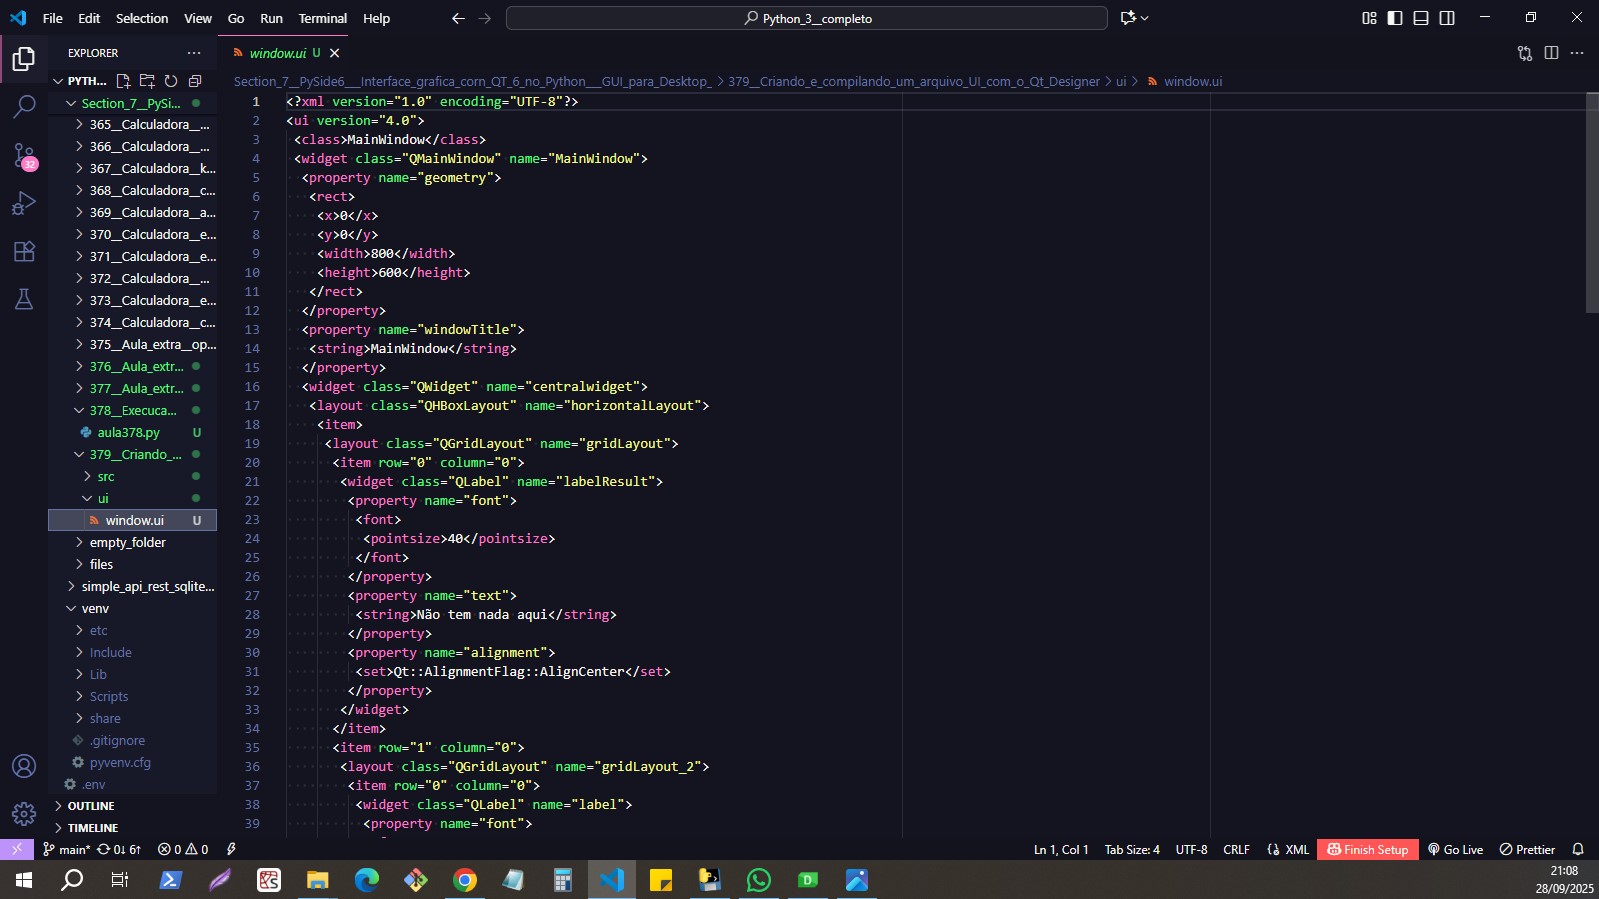 File Edit Selection View Go Run Terminal Help
Python_3__completo
EXPLORER
window.ui U
PYTH...
Section_7__PySide6___Interface_grafica_com_QT_6_no_Python___GUI_para_Desktop_ > 379__Criando_e_compilando_um_arquivo_UI_com_o_Qt_Designer > ui > window.ui
Section_7__PySi...
365__Calculadora__...
366__Calculadora__...
367__Calculadora__k...
368__Calculadora__c...
369__Calculadora__a...
370__Calculadora__e...
371__Calculadora__e...
372__Calculadora__...
373__Calculadora__e...
374__Calculadora__c...
375__Aula_extra__op...
376__Aula_extr...
377__Aula_extr...
378__Execuca...
aula378.py U
379__Criando_...
src
ui
window.ui U
empty_folder
files
simple_api_rest_sqlite...
venv
etc
Include
Lib
Scripts
share
.gitignore
pyvenv.cfg
.env
OUTLINE
TIMELINE
32
1 <?xml version="1.0" encoding="UTF-8"?>
2 <ui version="4.0">
3 <class>MainWindow</class>
4 <widget class="QMainWindow" name="MainWindow">
5 <property name="geometry">
6 <rect>
7 <x>0</x>
8 <y>0</y>
9 <width>800</width>
10 <height>600</height>
11 </rect>
12 </property>
13 <property name="windowTitle">
14 <string>MainWindow</string>
15 </property>
16 <widget class="QWidget" name="centralwidget">
17 <layout class="QHBoxLayout" name="horizontalLayout">
18 <item>
19 <layout class="QGridLayout" name="gridLayout">
20 <item row="0" column="0">
21 <widget class="QLabel" name="labelResult">
22 <property name="font">
23 <font>
24 <pointsize>40</pointsize>
25 </font>
26 </property>
27 <property name="text">
28 <string>Não tem nada aqui</string>
29 </property>
30 <property name="alignment">
31 <set>Qt::AlignmentFlag::AlignCenter</set>
32 </property>
33 </widget>
34 </item>
35 <item row="1" column="0">
36 <layout class="QGridLayout" name="gridLayout_2">
37 <item row="0" column="0">
38 <widget class="QLabel" name="label">
39 <property name="font">
main* 0↓ 6↑ 0 0 Ln 1, Col 1 Tab Size: 4 UTF-8 CRLF XML Finish Setup Go Live Prettier
21:08
28/09/2025